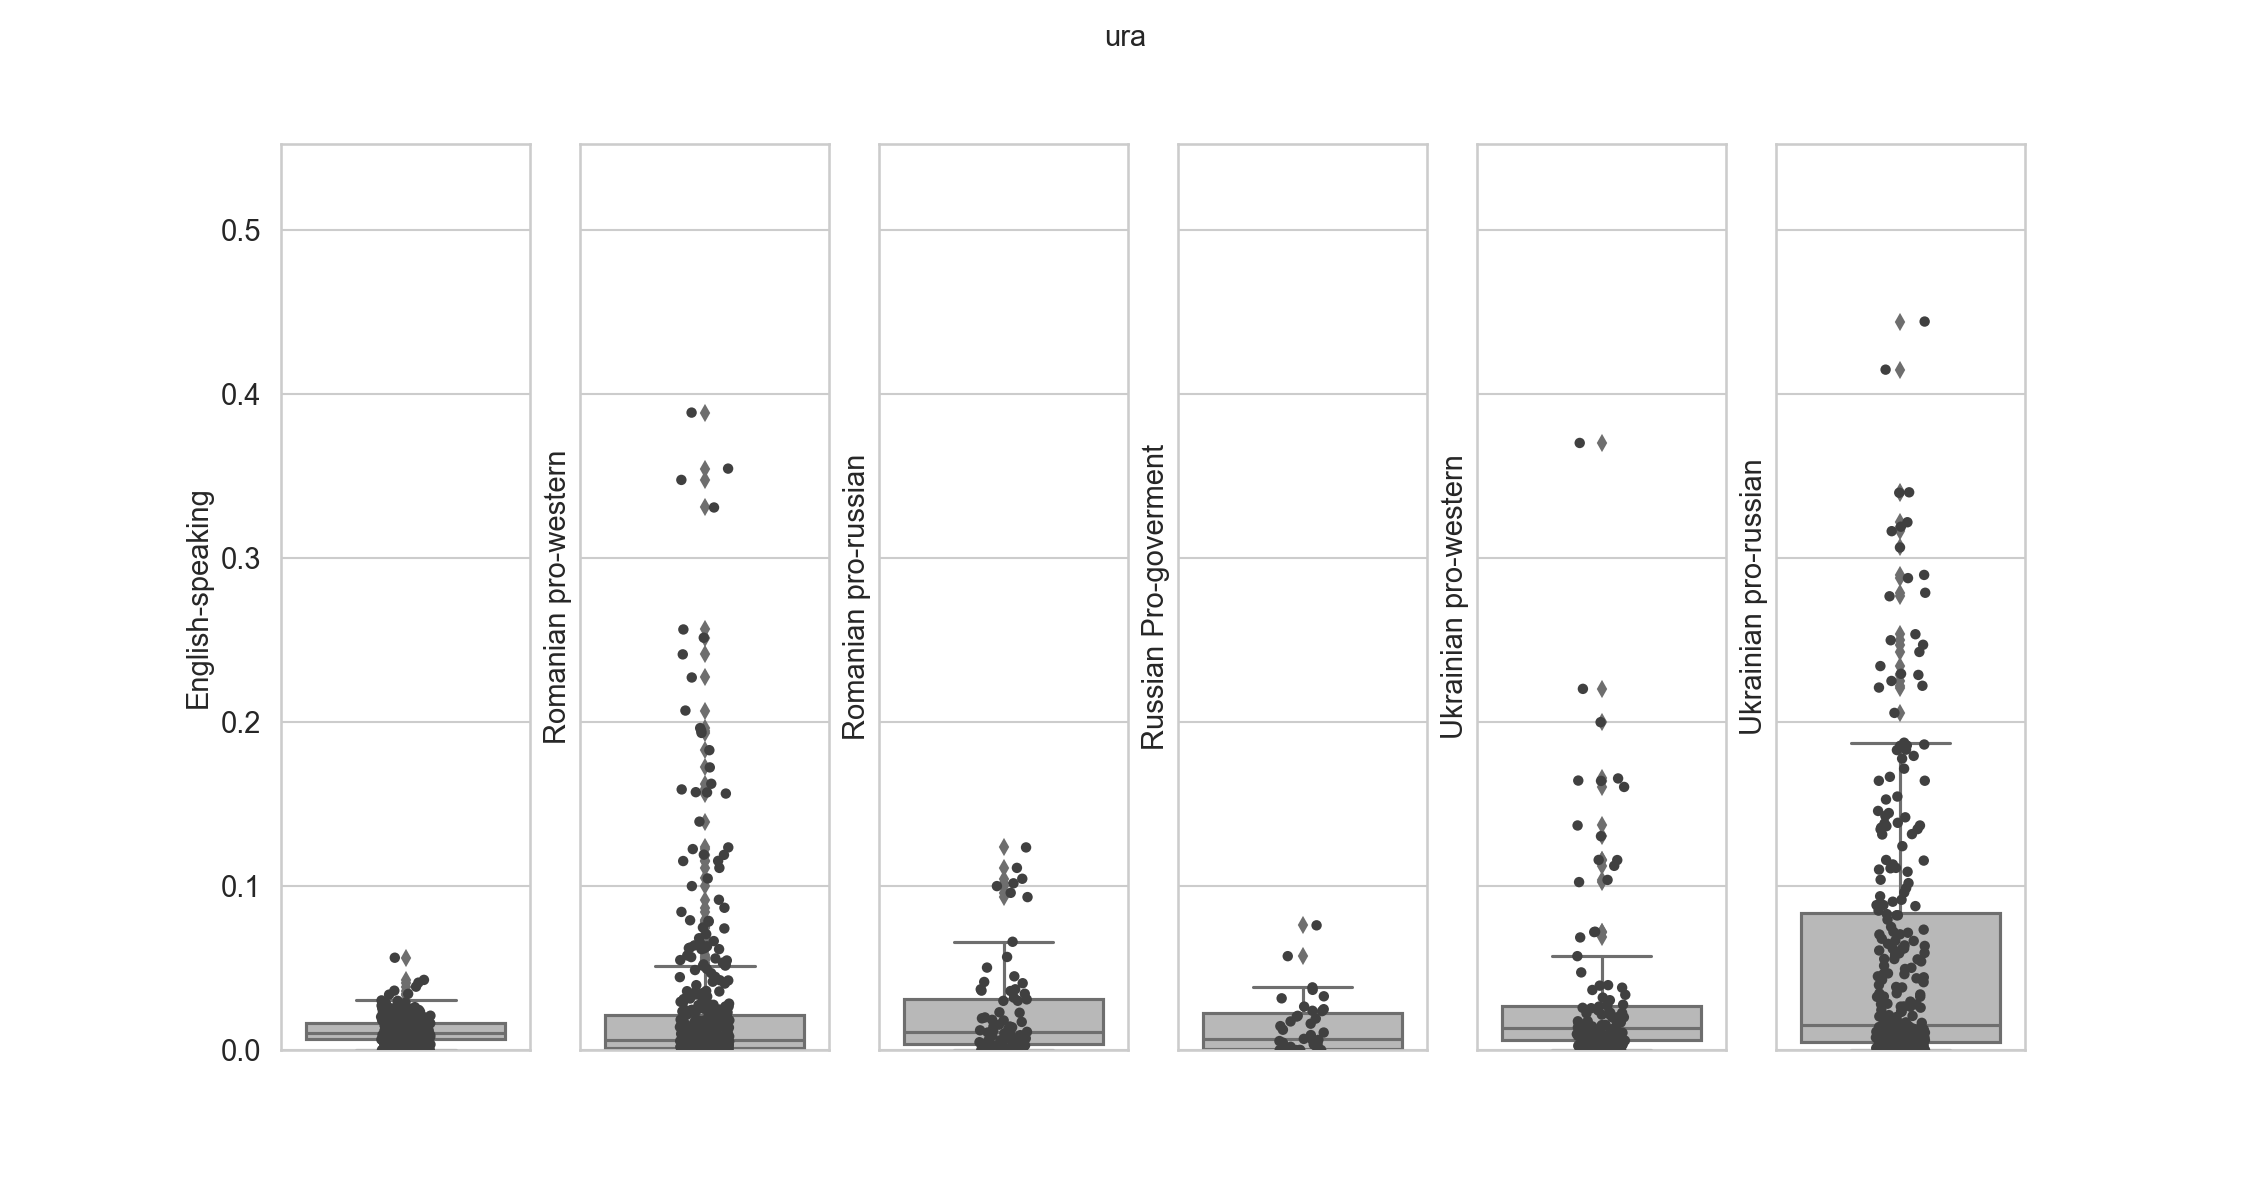 ura
0.5
0.4
0.3
0.2
0.1
0.0
English-speaking
Romanian pro-western
Romanian pro-russian
Russian Pro-goverment
Ukrainian pro-western
Ukrainian pro-russian